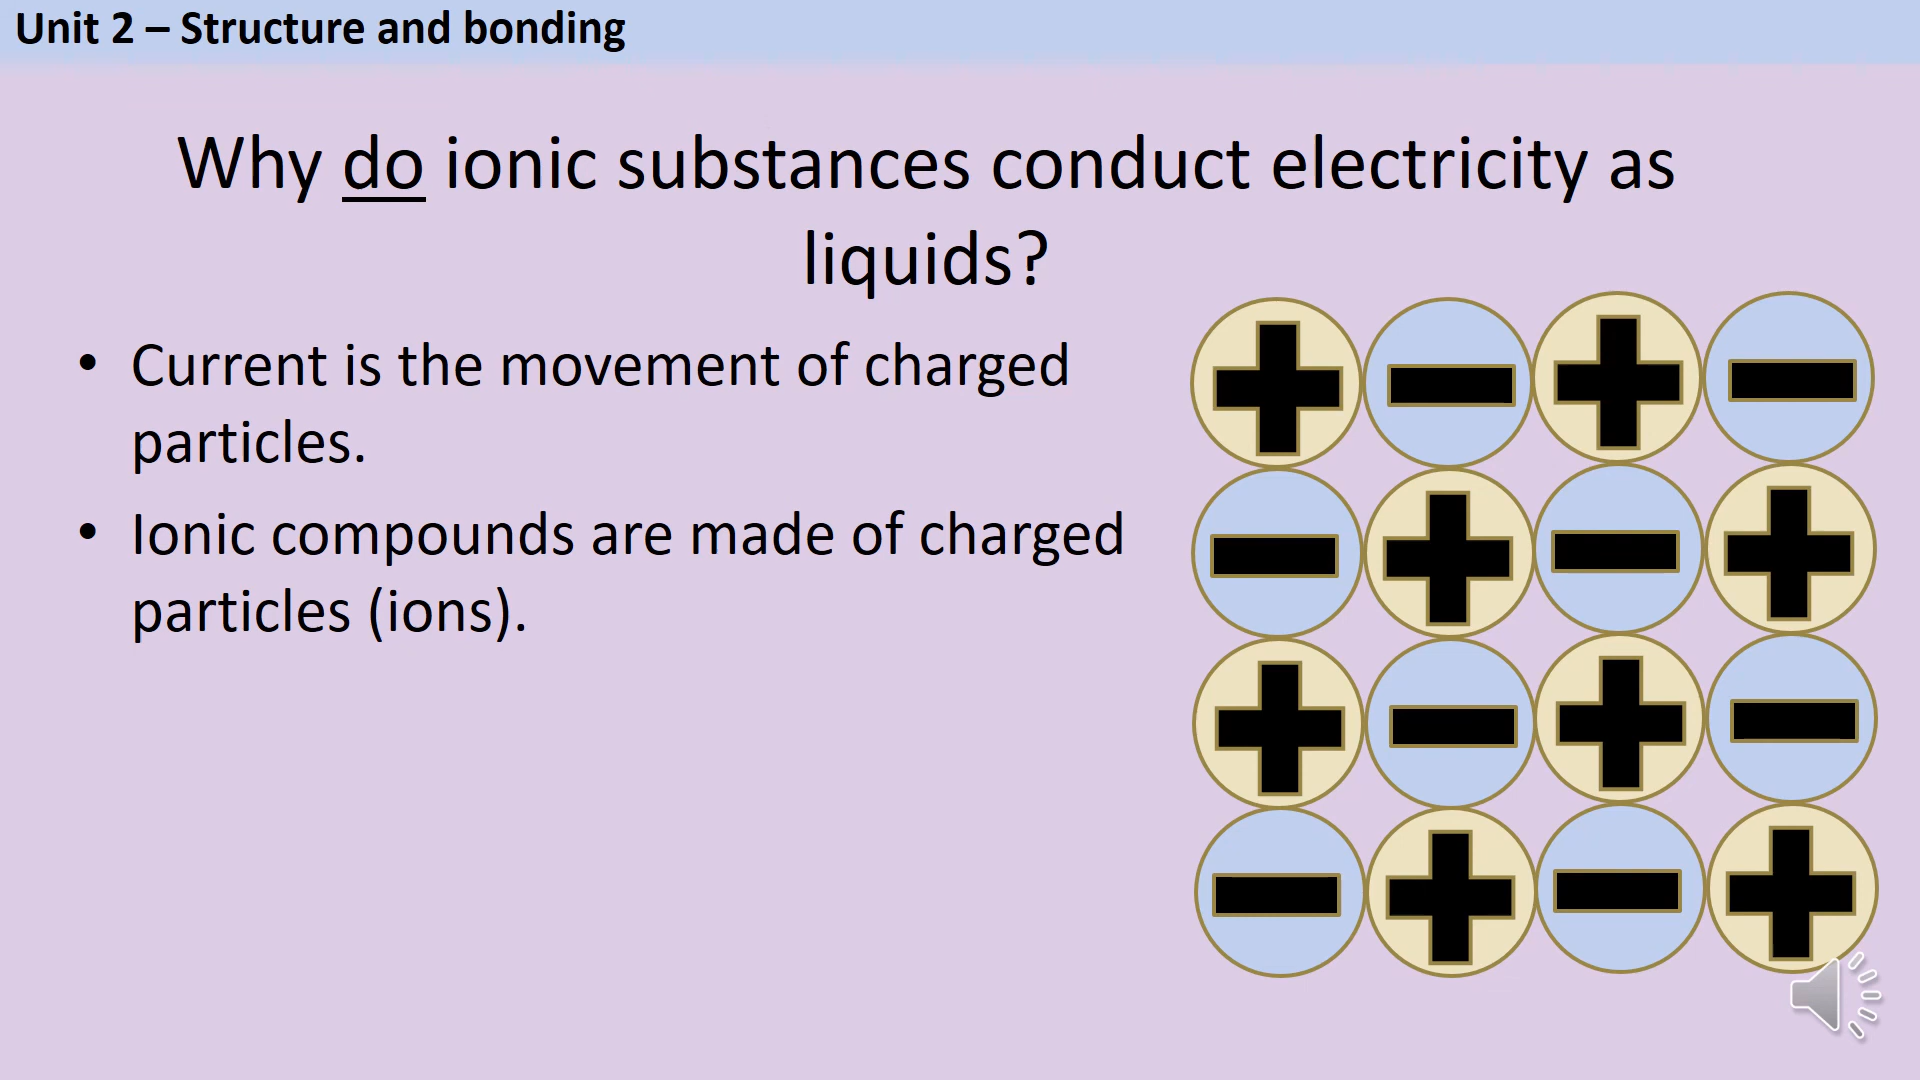 Unit 2 – Structure and bonding
Why do ionic substances conduct electricity as
liquids?
• Current is the movement of charged
particles.
• Ionic compounds are made of charged
particles (ions).